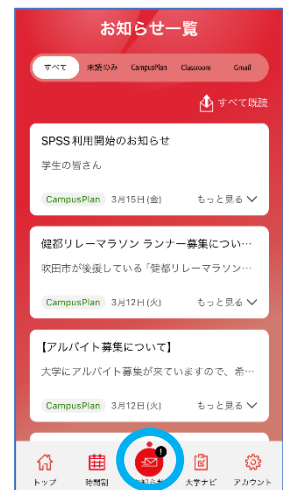 お知らせ一覧
すべて 未読のみ CampusPlan Classroom Gmail
すべて既読
SPSS利用開始のお知らせ
学生の皆さん
CampusPlan 3月15日(金) もっと見る
健都リレーマラソン ランナー募集につい…
吹田市が後援している「健都リレーマラソン…
CampusPlan 3月12日(火) もっと見る
【アルバイト募集について】
大学にアルバイト募集が来ていますので、希…
CampusPlan 3月12日(火) もっと見る
トップ 時間割 お知らせ 大学ナビ アカウント